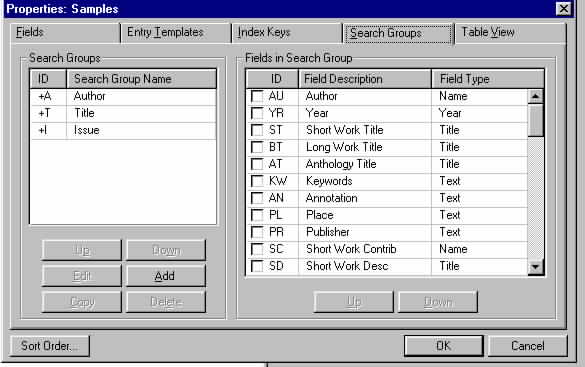 Properties: Samples
Fields Entry Templates Index Keys Search Groups Table View
Search Groups
ID Search Group Name
+A Author
+T Title
+I Issue
Up Down
Edit Add
Copy Delete
Fields in Search Group
ID Field Description Field Type
AU Author Name
YR Year Year
ST Short Work Title Title
BT Long Work Title Title
AT Anthology Title Title
KW Keywords Text
AN Annotation Text
PL Place Text
PR Publisher Text
SC Short Work Contrib Name
SD Short Work Desc Title
Up Down
Sort Order... OK Cancel